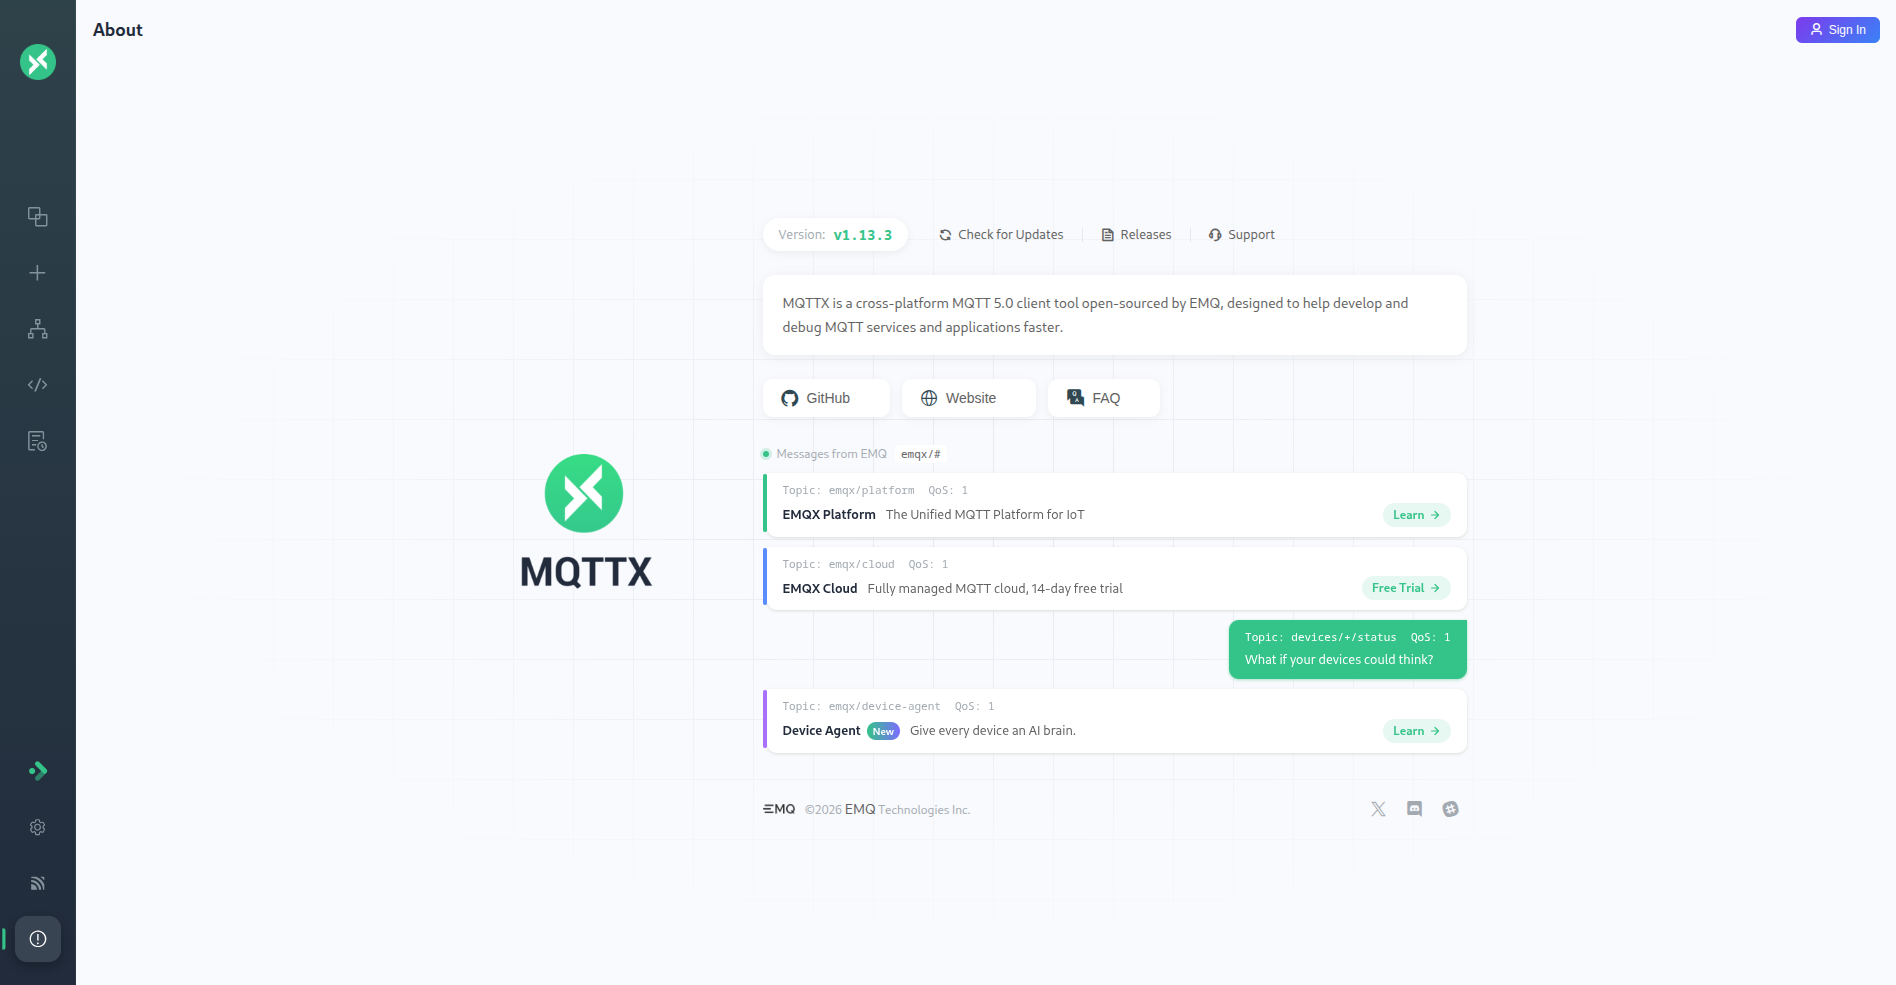 About
Sign In
Version: v1.13.3
Check for Updates
Releases
Support
MQTTX is a cross-platform MQTT 5.0 client tool open-sourced by EMQ, designed to help develop and
debug MQTT services and applications faster.
GitHub
Website
FAQ
MQTTX
Messages from EMQ emqx/#
Topic: emqx/platform QoS: 1
EMQX Platform The Unified MQTT Platform for IoT
Learn →
Topic: emqx/cloud QoS: 1
EMQX Cloud Fully managed MQTT cloud, 14-day free trial
Free Trial →
Topic: devices/+/status QoS: 1
What if your devices could think?
Topic: emqx/device-agent QoS: 1
Device Agent New Give every device an AI brain.
Learn →
EMQ ©2026 EMQ Technologies Inc.